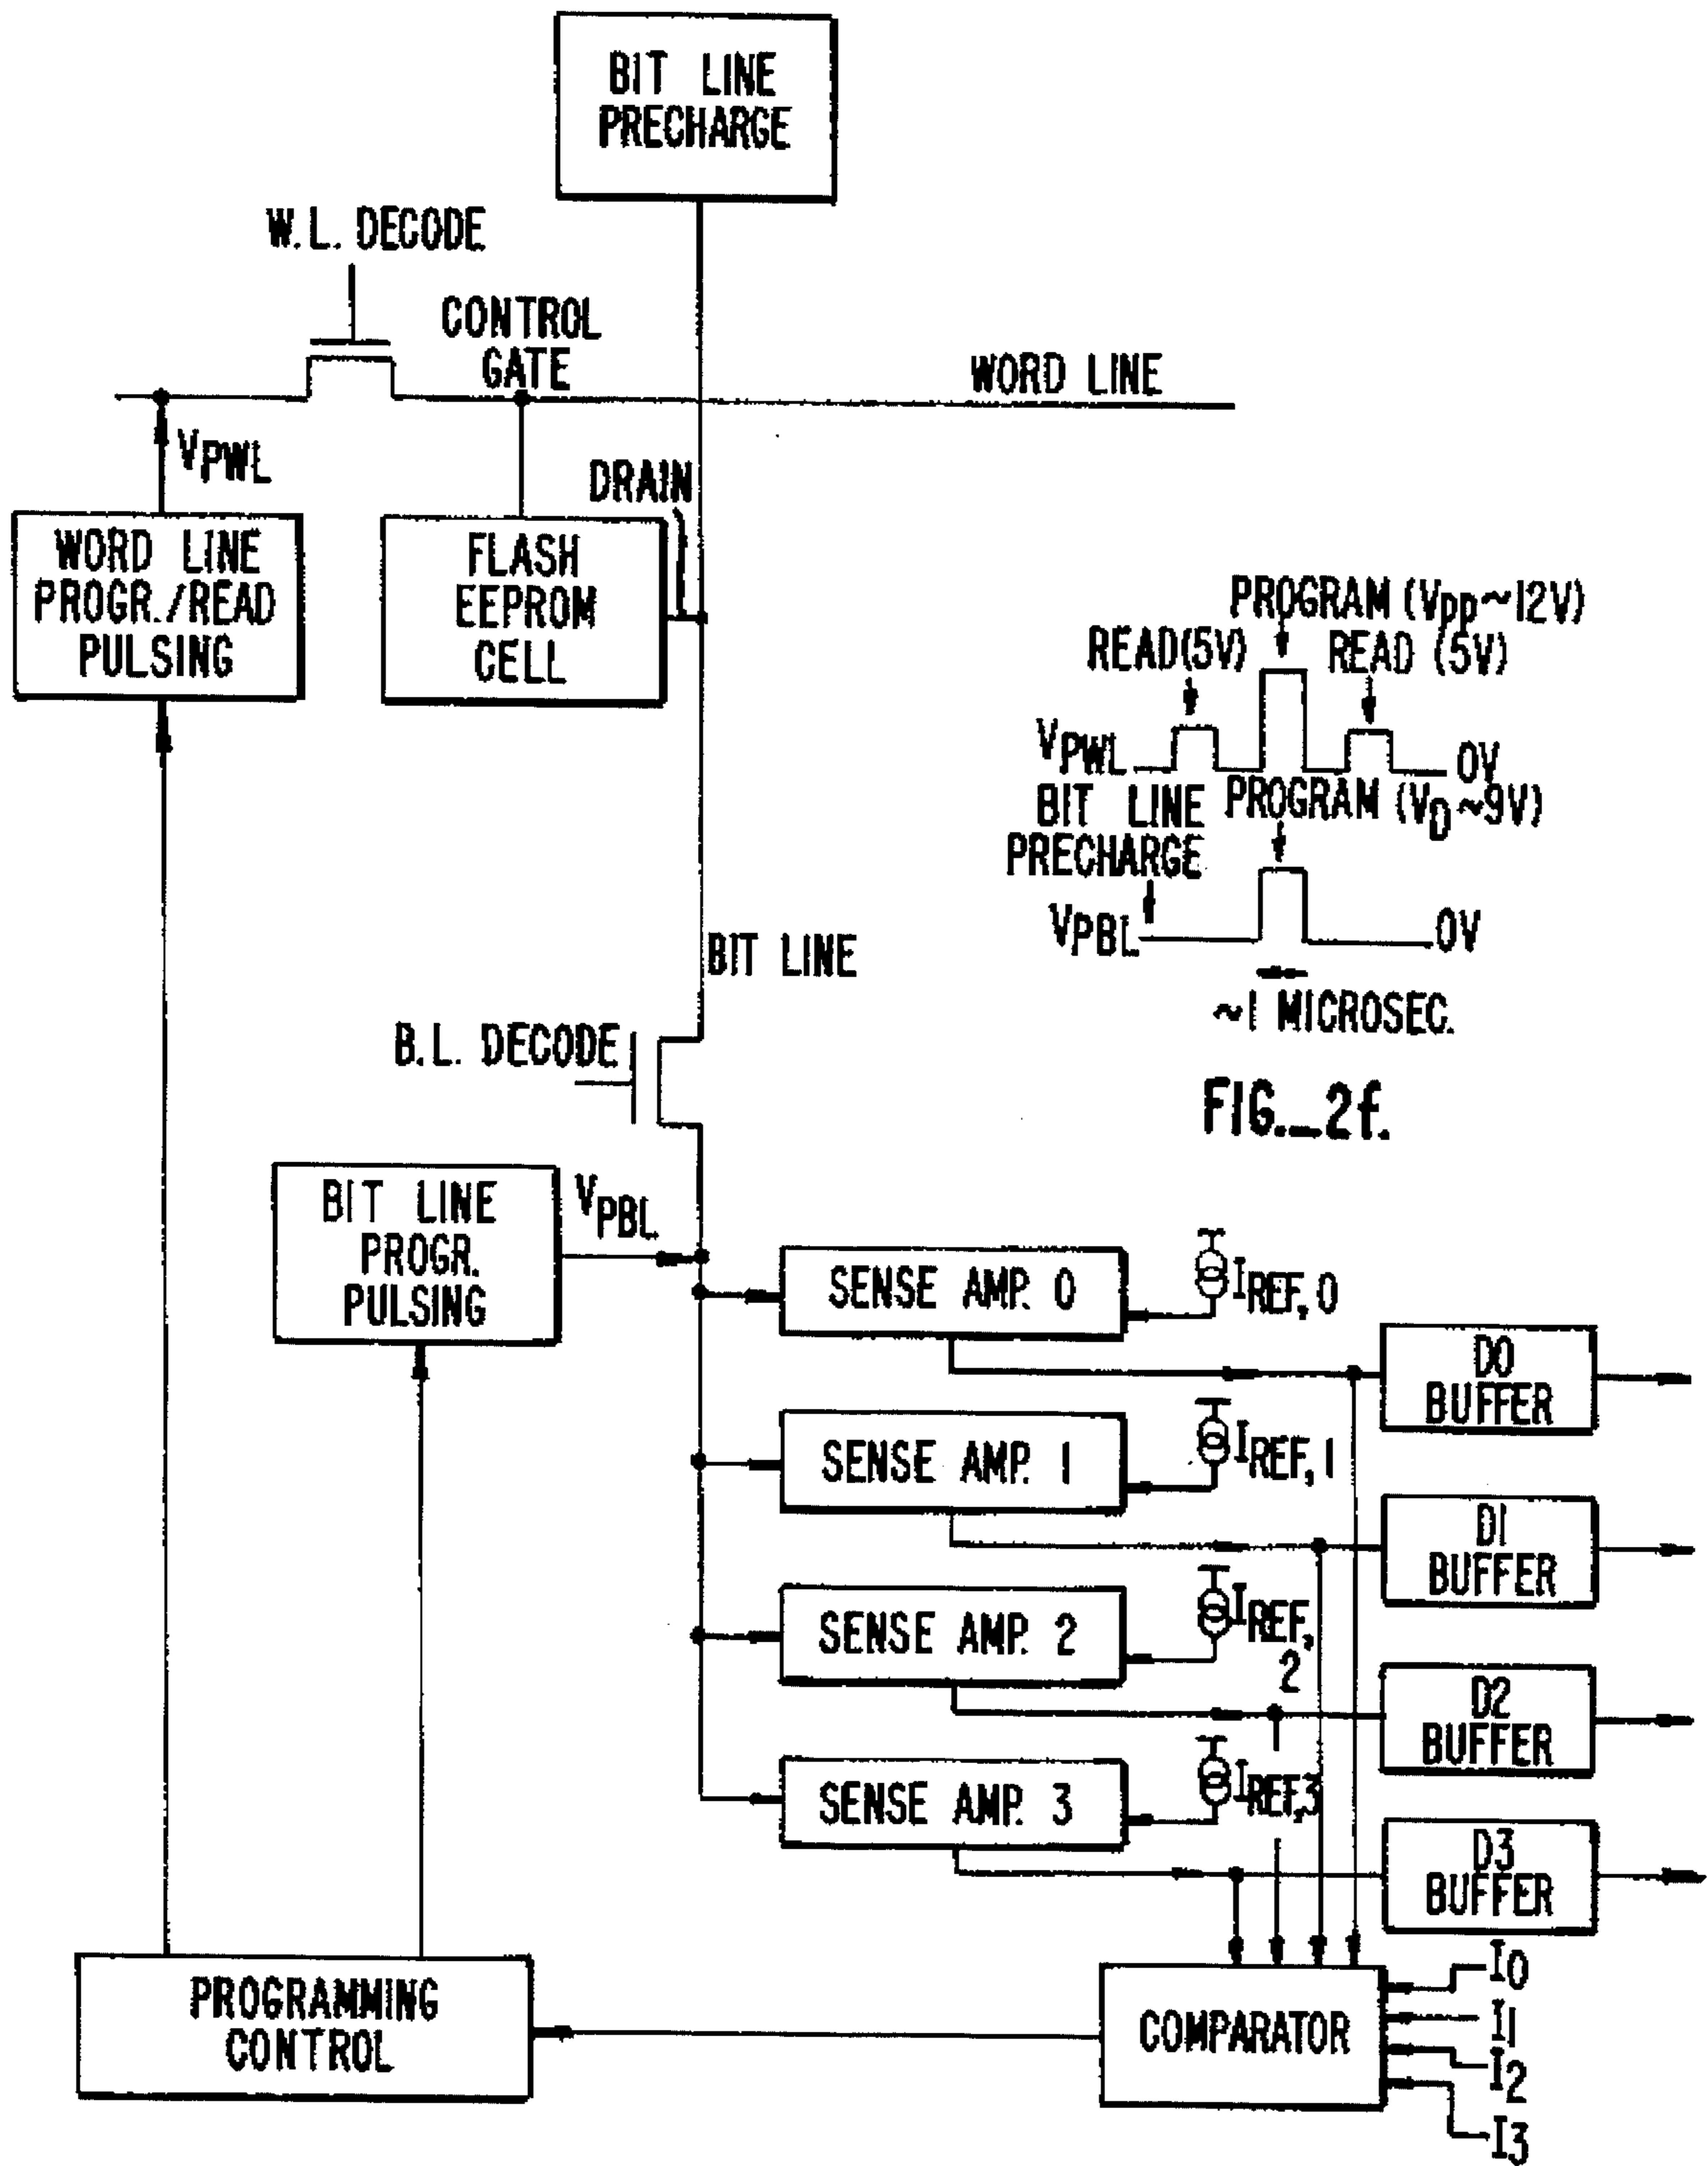 BIT LINE
PRECHARGE
W.L. DECODE
CONTROL
GATE
WORD LINE
VPWL
DRAIN
WORD LINE
PROGR./READ
PULSING
FLASH
EEPROM
CELL
PROGRAM (VPP~12V)
READ(5V)
READ (5V)
VPWL
0V
BIT LINE
PRECHARGE
PROGRAM (VD~9V)
VPBL
0V
~1 MICROSEC.
FIG._2f.
BIT LINE
B.L. DECODE
BIT LINE
PROGR.
PULSING
VPBL
SENSE AMP. 0
IREF, 0
D0
BUFFER
SENSE AMP. 1
IREF, 1
D1
BUFFER
SENSE AMP. 2
IREF,
2
D2
BUFFER
SENSE AMP. 3
IREF,3
D3
BUFFER
PROGRAMMING
CONTROL
COMPARATOR
I0
I1
I2
I3